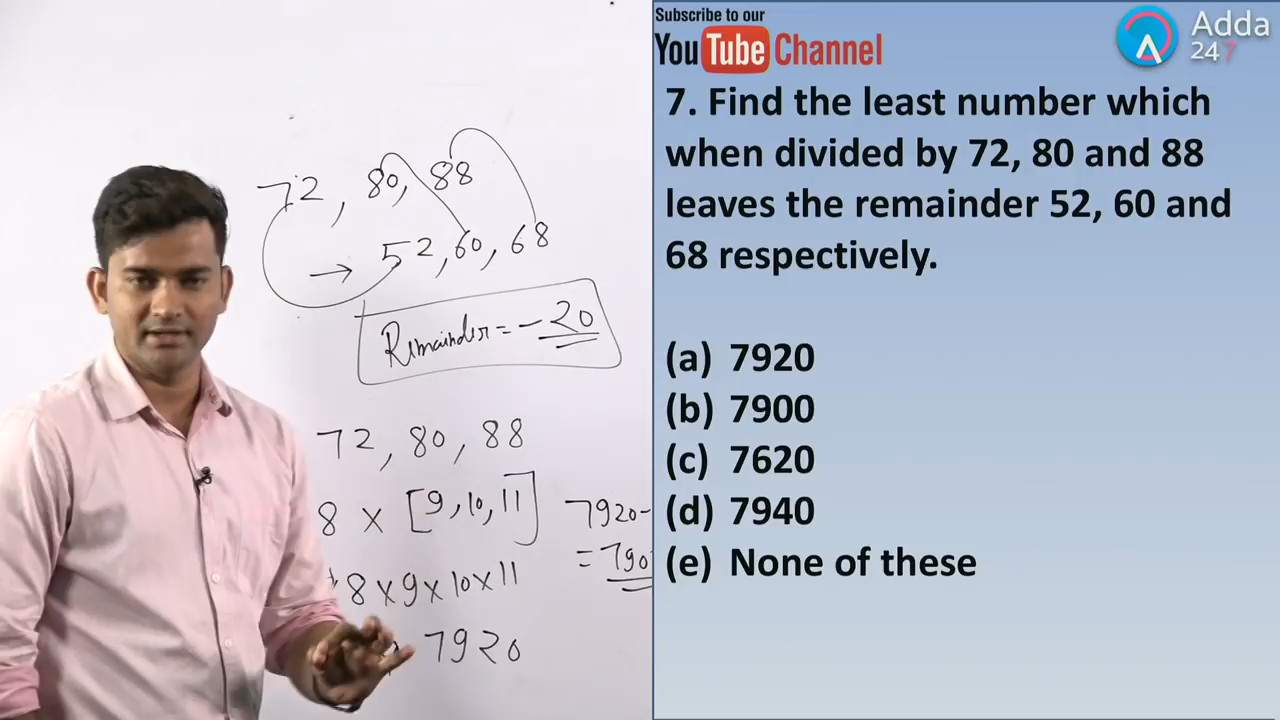 72, 80, 88
→ 52, 60, 68
Remainder = -20
72, 80, 88
8 × [9, 10, 11]
8 × 9 × 10 × 11
7920
7920-
= 790
Subscribe to our
YouTube Channel
Adda
247
7. Find the least number which
when divided by 72, 80 and 88
leaves the remainder 52, 60 and
68 respectively.
(a) 7920
(b) 7900
(c) 7620
(d) 7940
(e) None of these